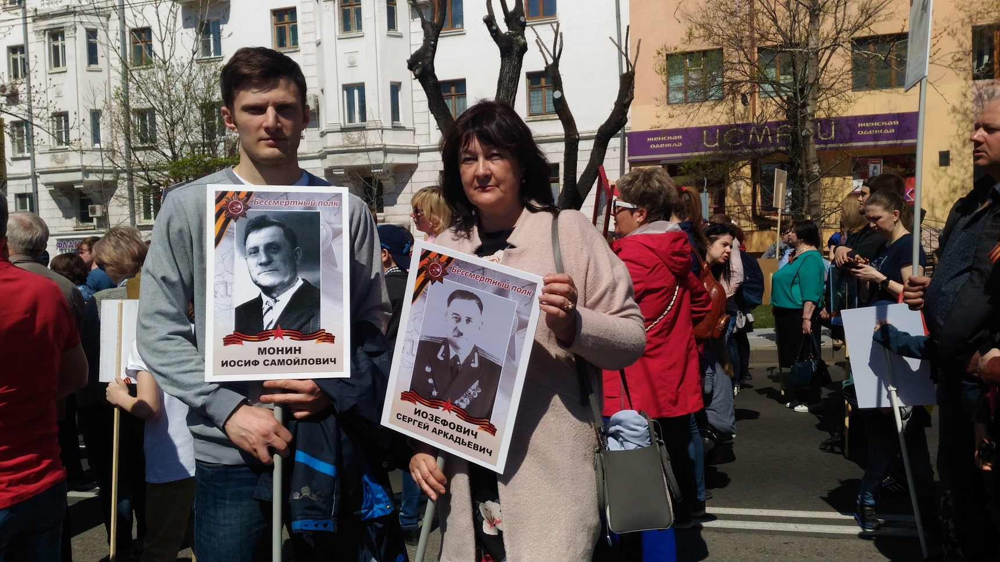 Бессмертный полк
МОНИН
ИОСИФ САМОЙЛОВИЧ
Бессмертный полк
ИОЗЕФОВИЧ
СЕРГЕЙ АРКАДЬЕВИЧ
женская
одежда
женская
одежда